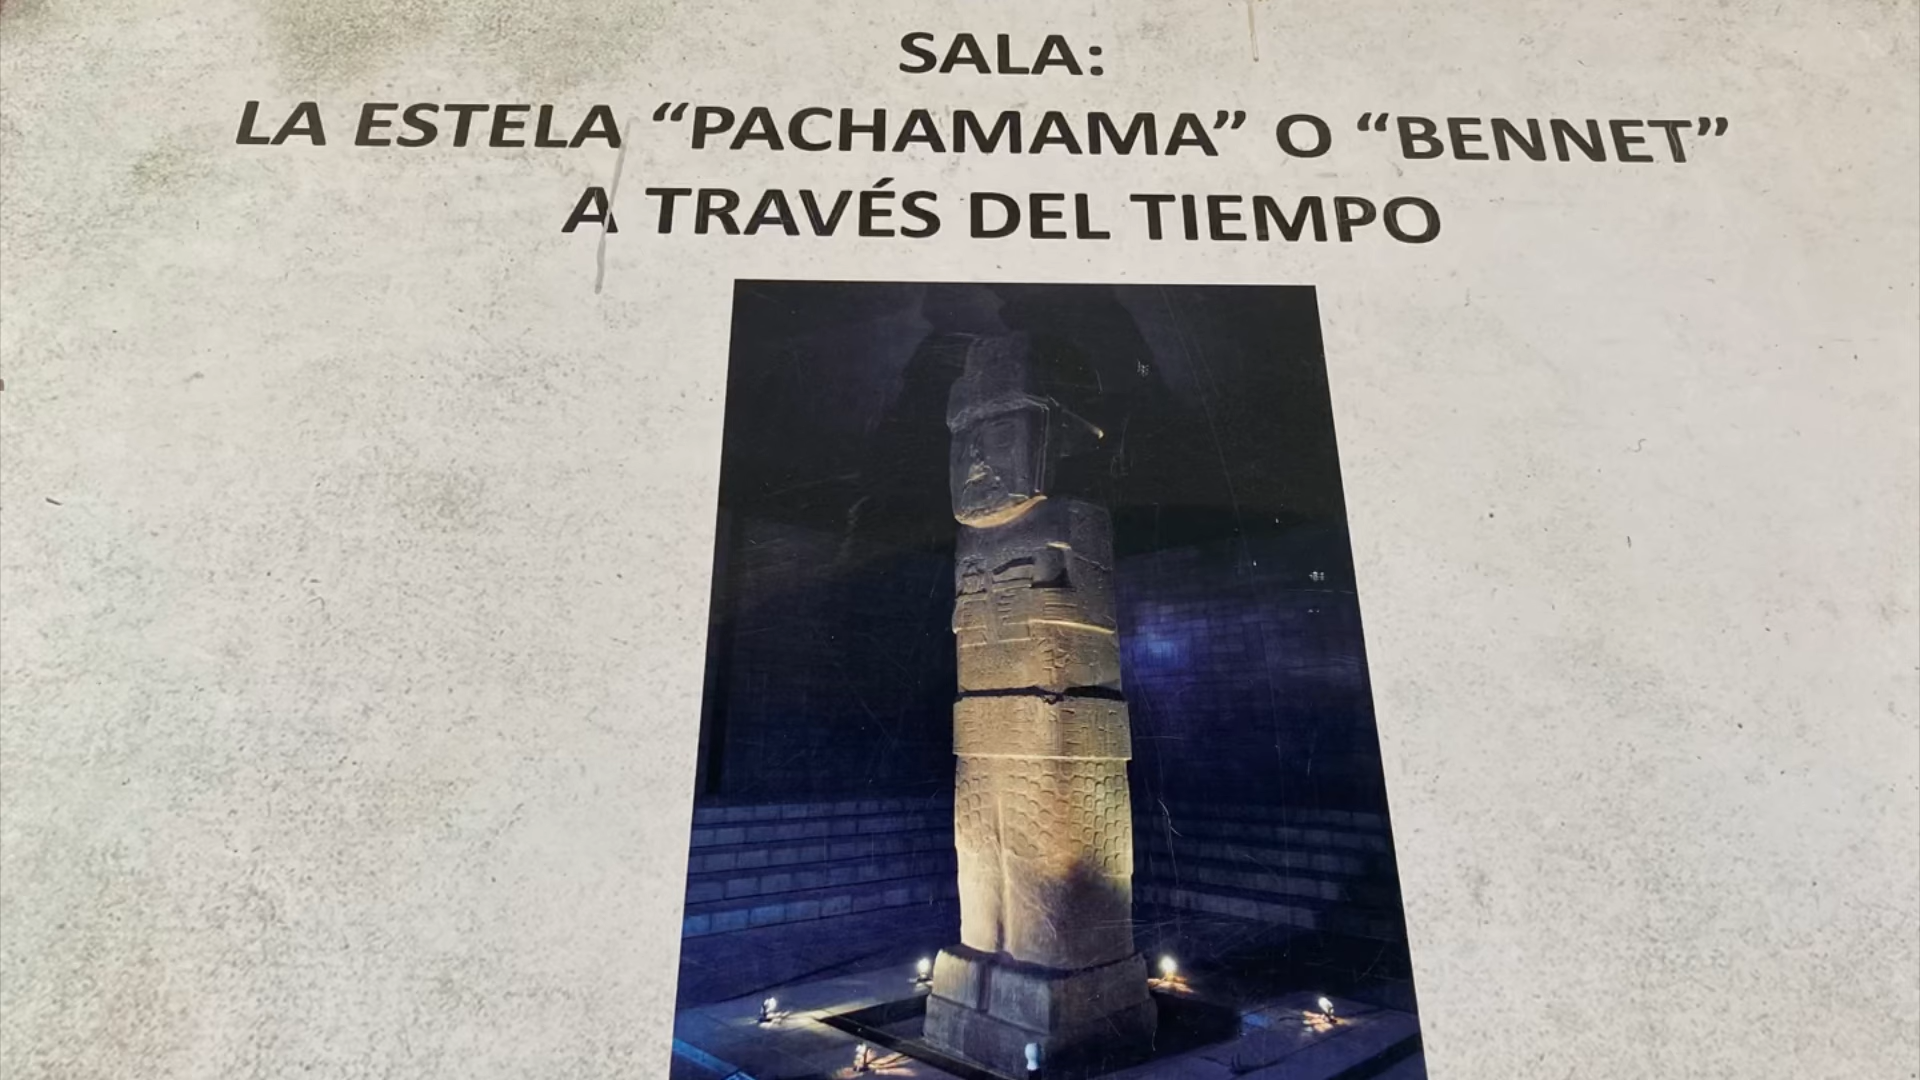 SALA:
LA ESTELA “PACHAMAMA” O “BENNET”
A TRAVÉS DEL TIEMPO